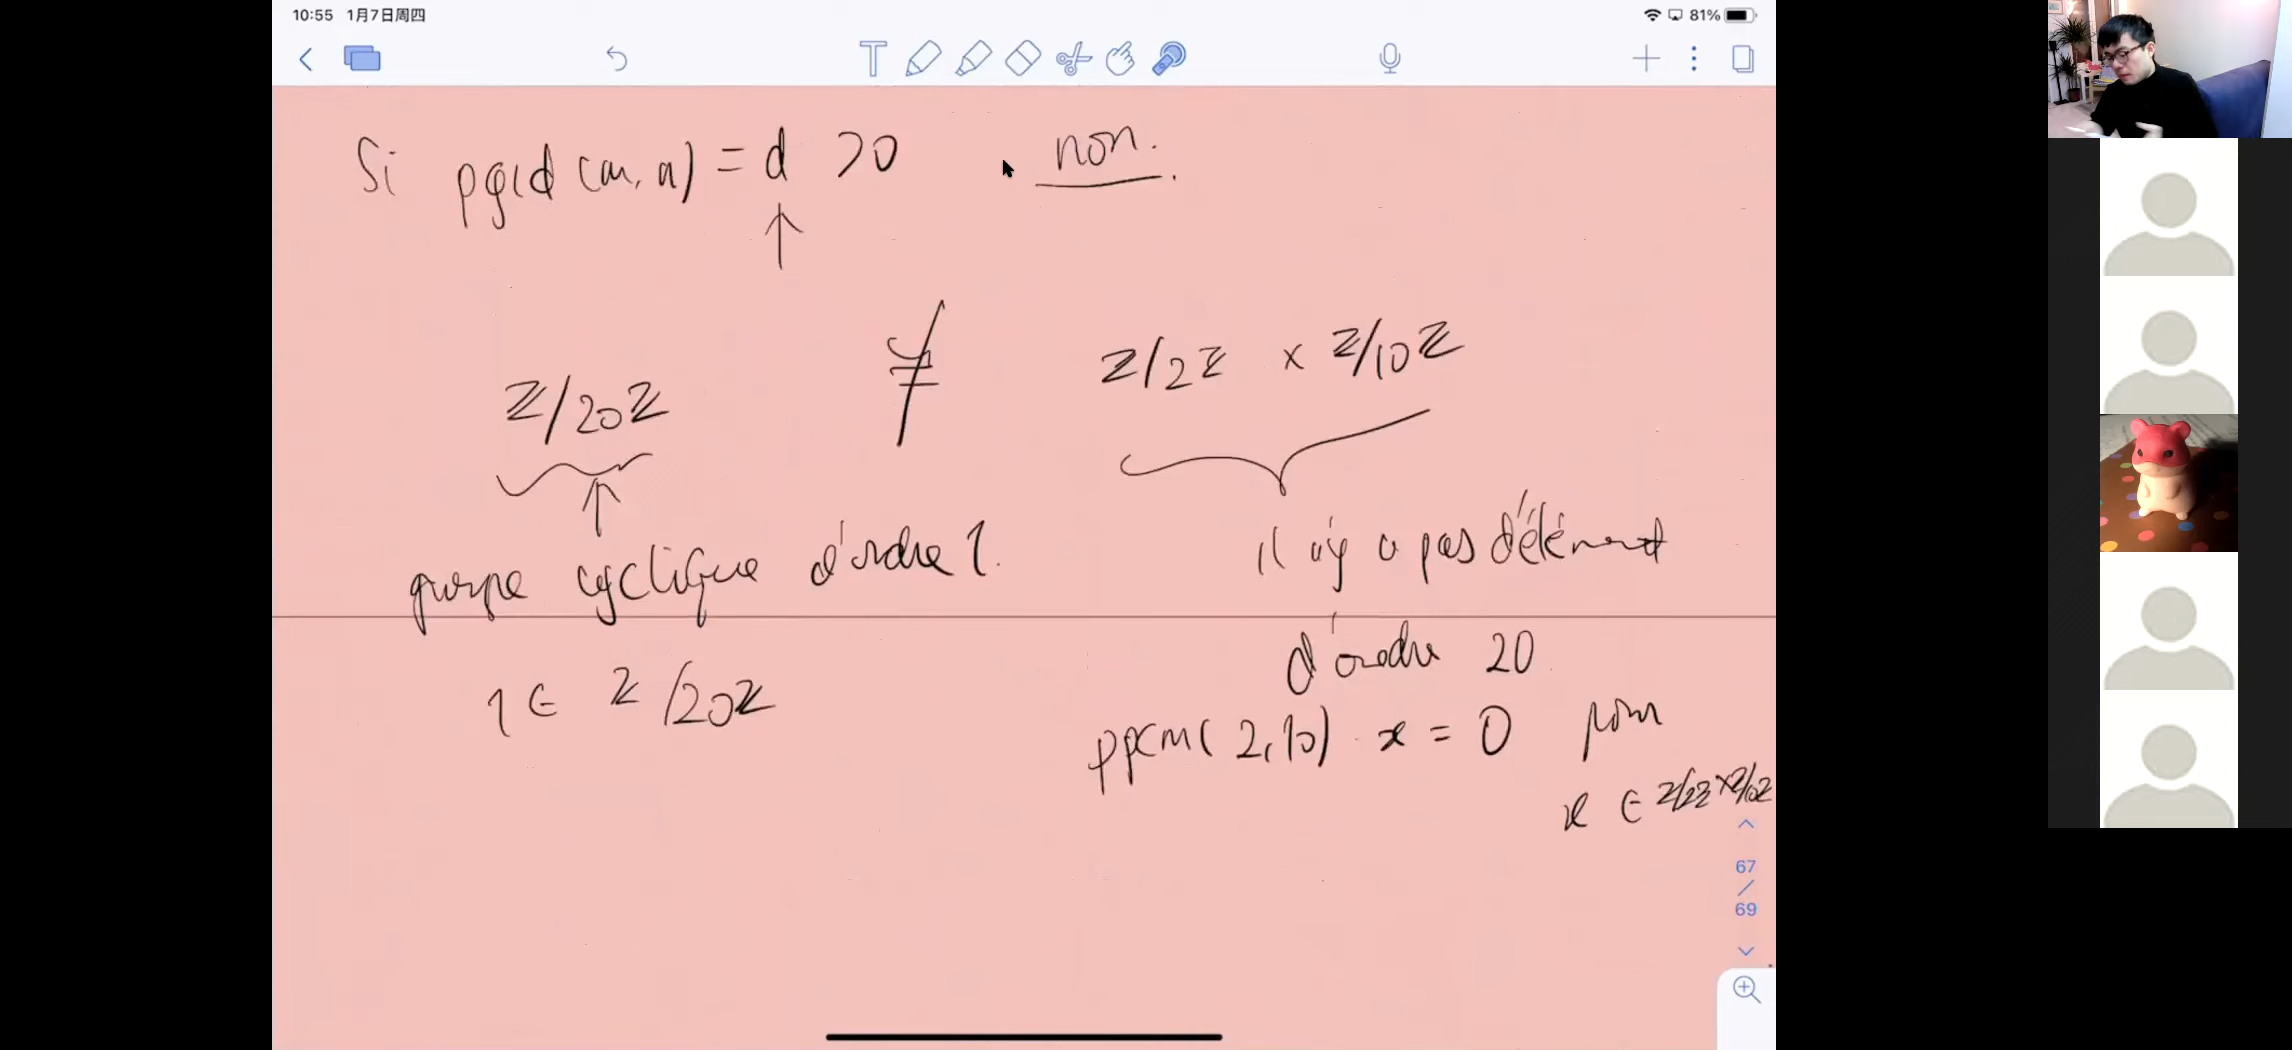 10:55 1月7日周四
81%
Si pgcd (m, n) = d >0 non.
↑
Z/20Z ≄ Z/2Z × Z/10Z
↑
groupe cyclique d'ordre 1.
il n'y a pas d'élément
d'ordre 20
1 ∈ Z/20Z
ppcm(2,10) · x = 0 pour
x ∈ Z/2Z×Z/10Z
67
/
69